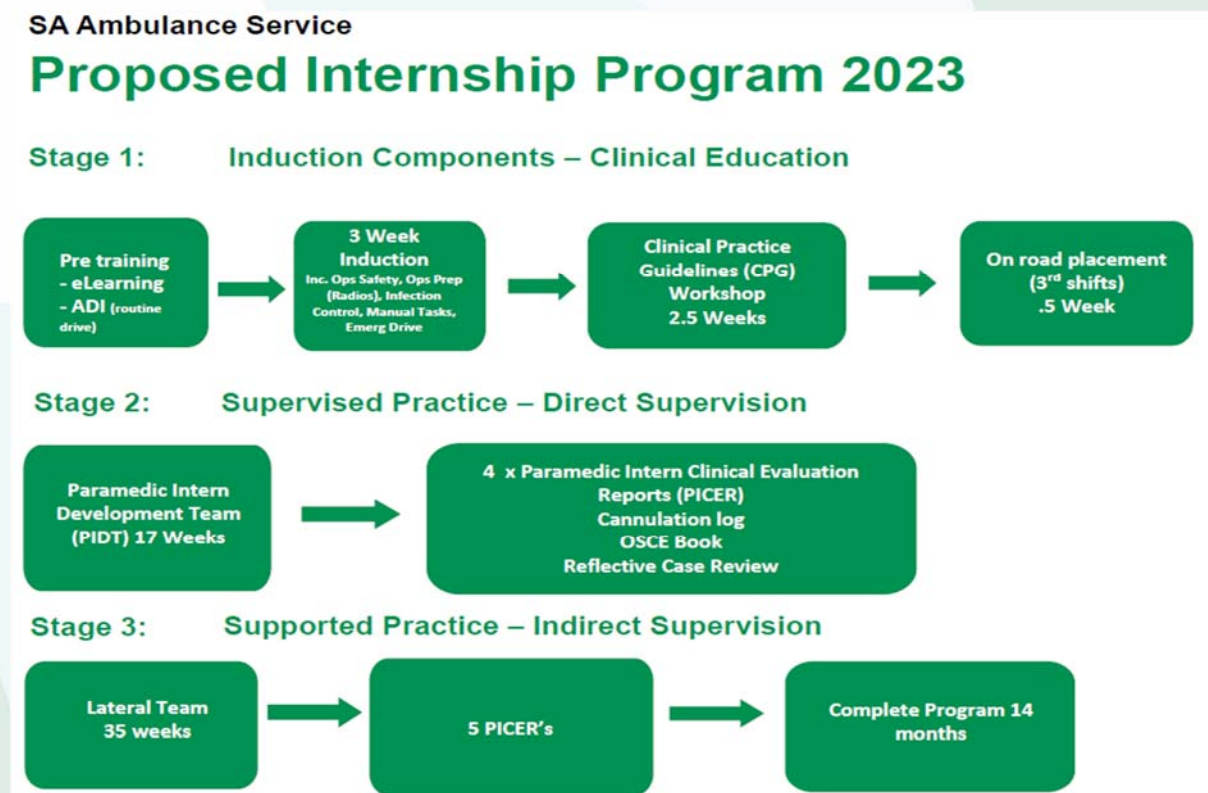 SA Ambulance Service
Proposed Internship Program 2023
Stage 1: Induction Components – Clinical Education
Pre training
- eLearning
- ADI (routine
drive)
3 Week
Induction
Inc. Ops Safety, Ops Prep
(Radios), Infection
Control, Manual Tasks,
Emerg Drive
Clinical Practice
Guidelines (CPG)
Workshop
2.5 Weeks
On road placement
(3rd shifts)
.5 Week
Stage 2: Supervised Practice – Direct Supervision
Paramedic Intern
Development Team
(PIDT) 17 Weeks
4 x Paramedic Intern Clinical Evaluation
Reports (PICER)
Cannulation log
OSCE Book
Reflective Case Review
Stage 3: Supported Practice – Indirect Supervision
Lateral Team
35 weeks
5 PICER's
Complete Program 14
months